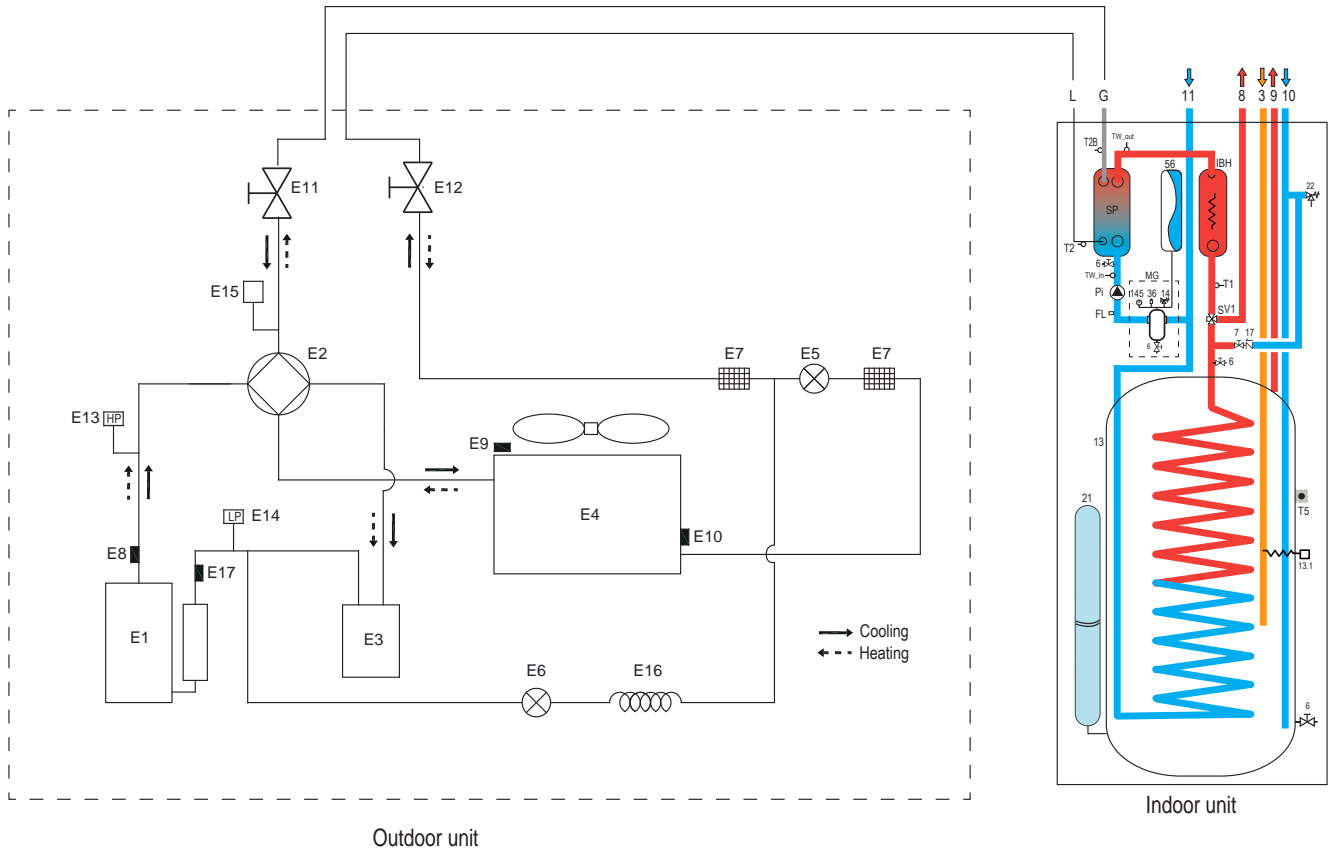 L G 11 8 3 9 10
T2B
TW_out
56
IBH
22
SP
T2
6
TW_in
MG
Pi
145 36 14
T1
FL
SV1
6
7 17
6
13
21
T5
13.1
6
Indoor unit
E11
E12
E15
E2
E7
E5
E7
E13 HP
E9
E4
LP E14
E10
E8
E17
E1
E3
Cooling
Heating
E6
E16
Outdoor unit